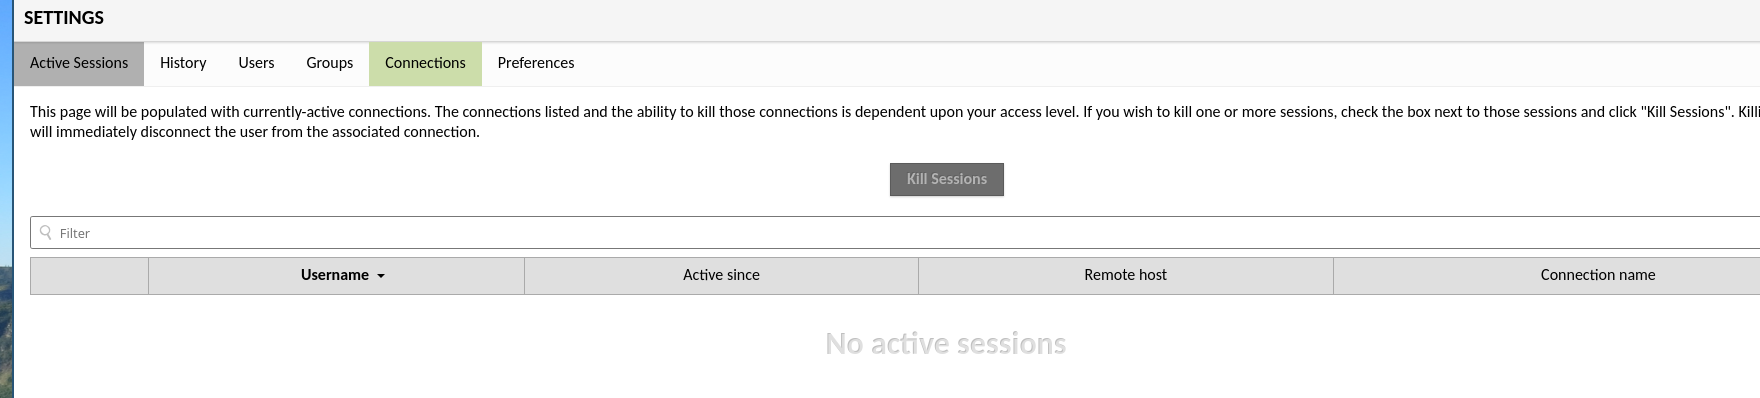 SETTINGS
Active Sessions History Users Groups Connections Preferences
This page will be populated with currently-active connections. The connections listed and the ability to kill those connections is dependent upon your access level. If you wish to kill one or more sessions, check the box next to those sessions and click "Kill Sessions".
will immediately disconnect the user from the associated connection.
Kill Sessions
Filter
Username Active since Remote host Connection name
No active sessions